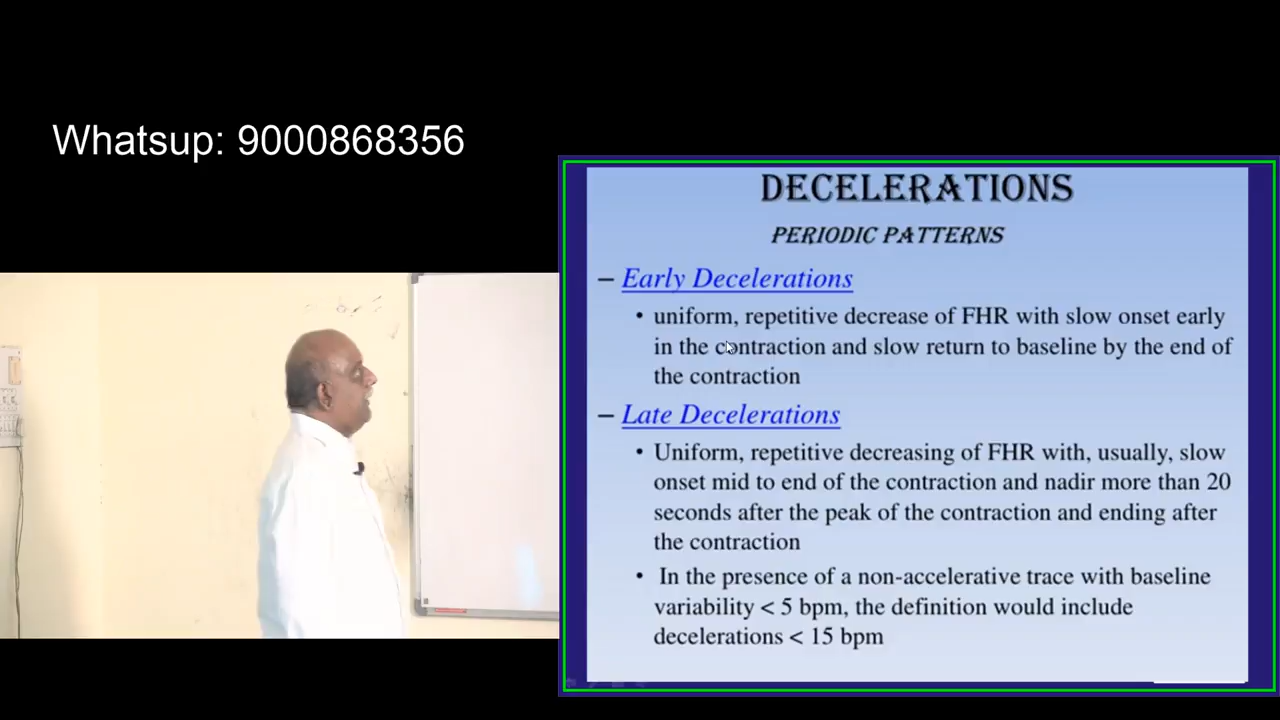 Whatsup: 9000868356
DECELERATIONS
PERIODIC PATTERNS
– Early Decelerations
• uniform, repetitive decrease of FHR with slow onset early
in the contraction and slow return to baseline by the end of
the contraction
– Late Decelerations
• Uniform, repetitive decreasing of FHR with, usually, slow
onset mid to end of the contraction and nadir more than 20
seconds after the peak of the contraction and ending after
the contraction
• In the presence of a non-accelerative trace with baseline
variability < 5 bpm, the definition would include
decelerations < 15 bpm